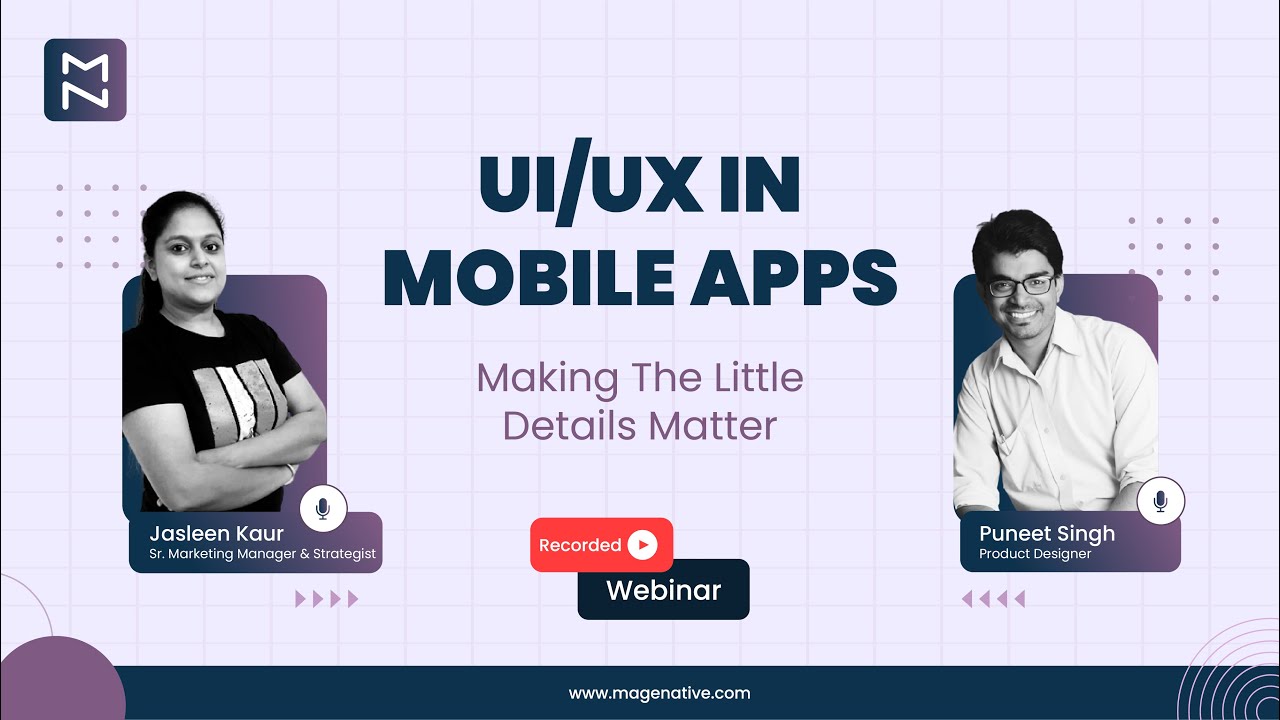 MN
UI/UX IN
MOBILE APPS
Making The Little
Details Matter
Jasleen Kaur
Sr. Marketing Manager & Strategist
Puneet Singh
Product Designer
Recorded
Webinar
www.magenative.com